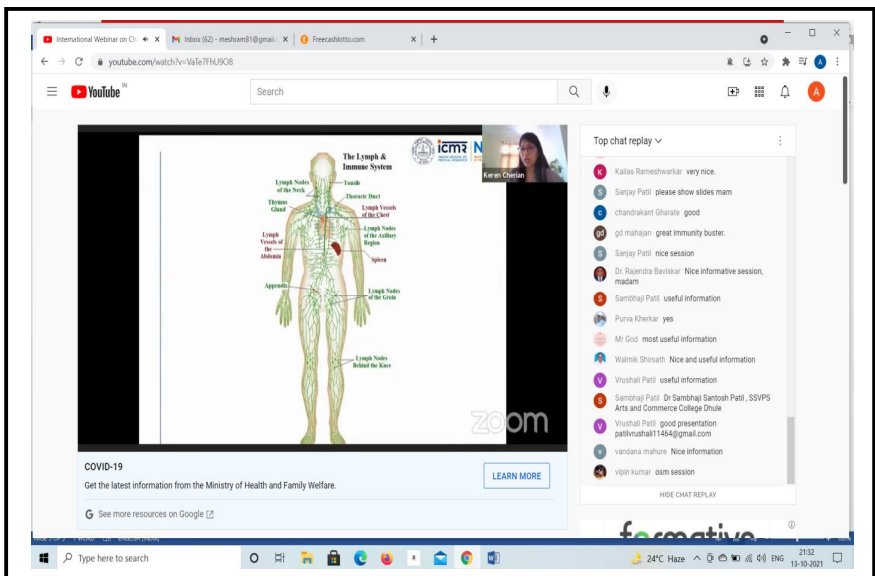 International Webinar on Ch
Inbox (62) - meshram81@gmail.
Freecashlotto.com
youtube.com/watch?v=VaTe7FhU9O8
YouTube IN
Search
A
The Lymph &
Immune System
icmr
INDIAN COUNCIL OF
MEDICAL RESEARCH
N
Keren Cherian
Lymph Nodes
of the Neck
Tonsils
Thymus
Gland
Thoracic Duct
Lymph Vessels
of the Chest
Lymph Nodes
of the Axillary
Region
Lymph
Vessels of
the
Abdomen
Spleen
Appendix
Lymph Nodes
of the Groin
Lymph Nodes
Behind the Knee
zoom
COVID-19
Get the latest information from the Ministry of Health and Family Welfare.
LEARN MORE
G See more resources on Google
Top chat replay
K Kailas Rameshwarkar very nice.
S Sanjay Patil please show slides mam
c chandrakant Gharate good
gd gd mahajan great immunity buster.
S Sanjay Patil nice session
Dr. Rajendra Baviskar Nice informative session,
madam
S Sambhaji Patil useful information
Purva Kherkar yes
Mr God most useful information
Walmik Shirsath Nice and useful information
V Vrushali Patil useful information
S Sambhaji Patil Dr Sambhaji Santosh Patil , SSVPS
Arts and Commerce College Dhule
V Vrushali Patil good presentation
patilvrushali11464@gmail.com
v vandana mahure Nice information
vipin kumar osm session
HIDE CHAT REPLAY
formative
Type here to search
24°C Haze
ENG
21:32
13-10-2021